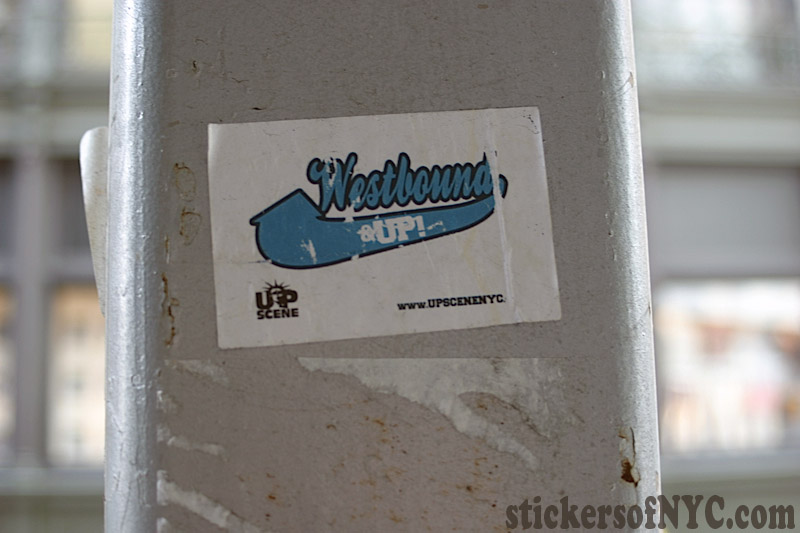 Westbound
&UP!
UP
SCENE
www.UPSCENENYC.
stickersofNYC.com